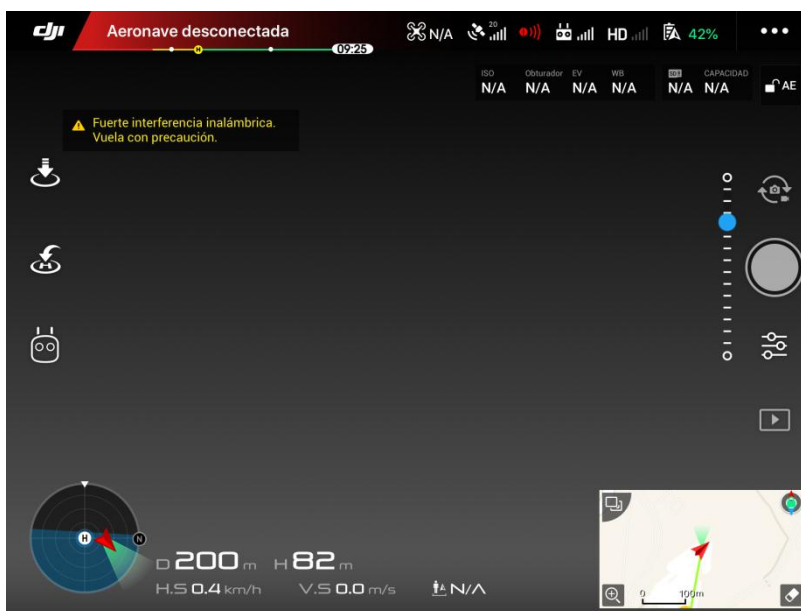 dji Aeronave desconectada N/A 20 HD 42%
H 09:25
ISO Obturador EV WB CAPACIDAD
N/A N/A N/A N/A N/A N/A AE
Fuerte interferencia inalámbrica.
Vuela con precaución.
H
H N
D 200 m H 82 m
H.S 0.4 km/h V.S 0.0 m/s N/A
0 100m